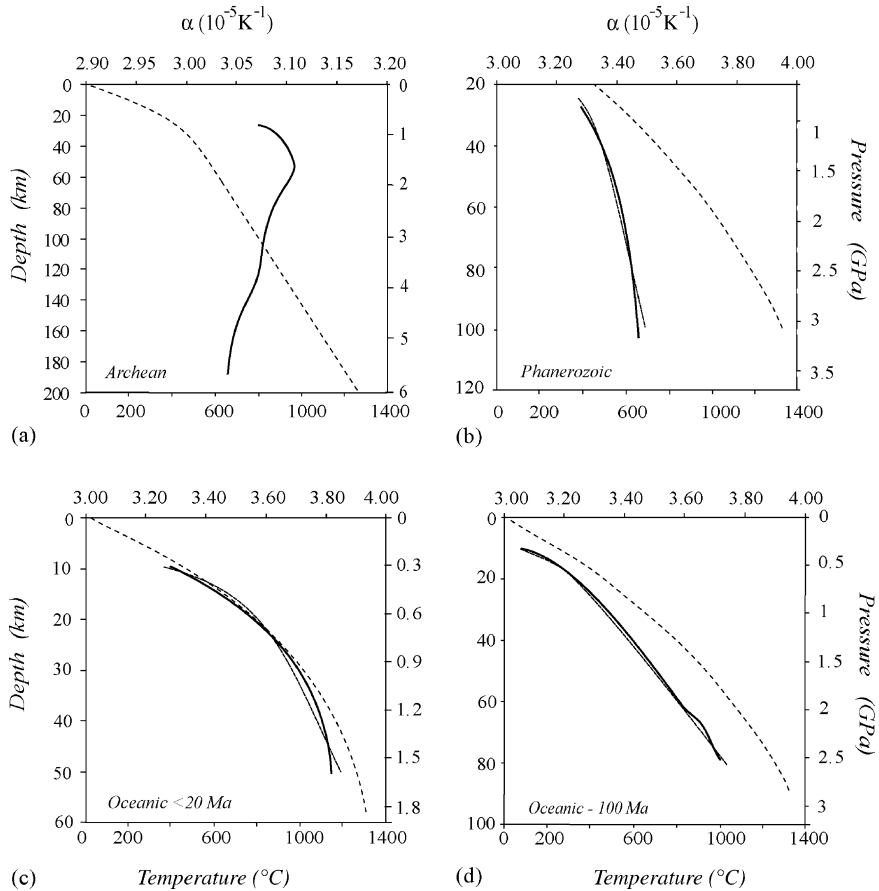 α (10⁻⁵K⁻¹)
2.90 2.95 3.00 3.05 3.10 3.15 3.20
Depth (km)
0
20
40
60
80
100
120
140
160
180
200
0
1
2
3
4
5
6
Archean
0 200 600 1000 1400
(a)
α (10⁻⁵K⁻¹)
3.00 3.20 3.40 3.60 3.80 4.00
20
40
60
80
100
120
1
1.5
2
2.5
3
3.5
Pressure (GPa)
Phanerozoic
0 200 600 1000 1400
(b)
3.00 3.20 3.40 3.60 3.80 4.00
Depth (km)
0
10
20
30
40
50
60
0
0.3
0.6
0.9
1.2
1.5
1.8
Oceanic <20 Ma
0 200 600 1000 1400
(c)
Temperature (°C)
3.00 3.20 3.40 3.60 3.80 4.00
0
20
40
60
80
100
0
0.5
1
1.5
2
2.5
3
Pressure (GPa)
Oceanic - 100 Ma
0 200 600 1000 1400
(d)
Temperature (°C)